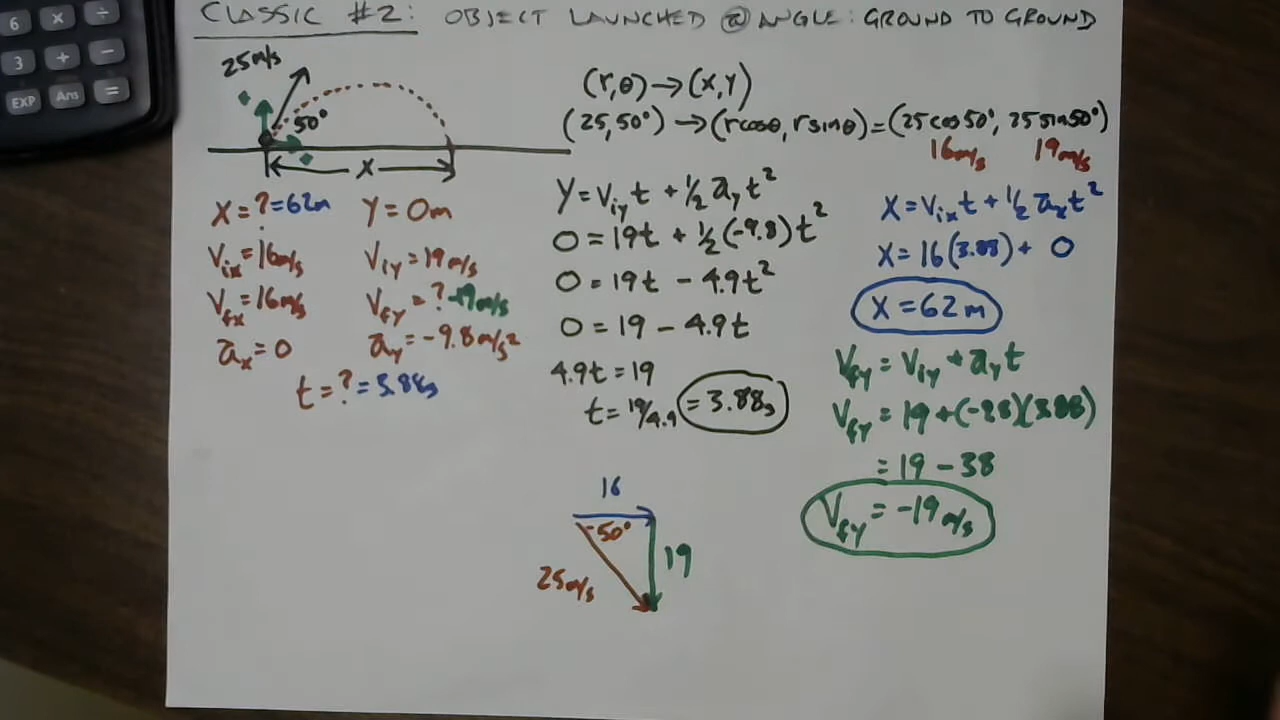 CLASSIC #2: OBJECT LAUNCHED @ ANGLE: GROUND TO GROUND
6 × ÷
3 + −
EXP Ans =
25m/s
50°
x
(r,θ)→(x,y)
(25,50°)→(rcosθ, rsinθ)=(25cos50°, 25sin50°)
16m/s 19m/s
x=?=62m y=0m
Vix=16m/s Viy=19m/s
Vfx=16m/s Vfy=?-19m/s
ax=0 ay=-9.8m/s²
t=?=3.88s
y=Viyt+½ayt²
0=19t+½(-9.8)t²
0=19t-4.9t²
0=19-4.9t
4.9t=19
t=19/4.9=3.88s
x=Vixt+½axt²
x=16(3.88)+0
x=62m
Vfy=Viy+ayt
Vfy=19+(-9.8)(3.88)
=19-38
Vfy=-19m/s
16
-50°
25m/s
19